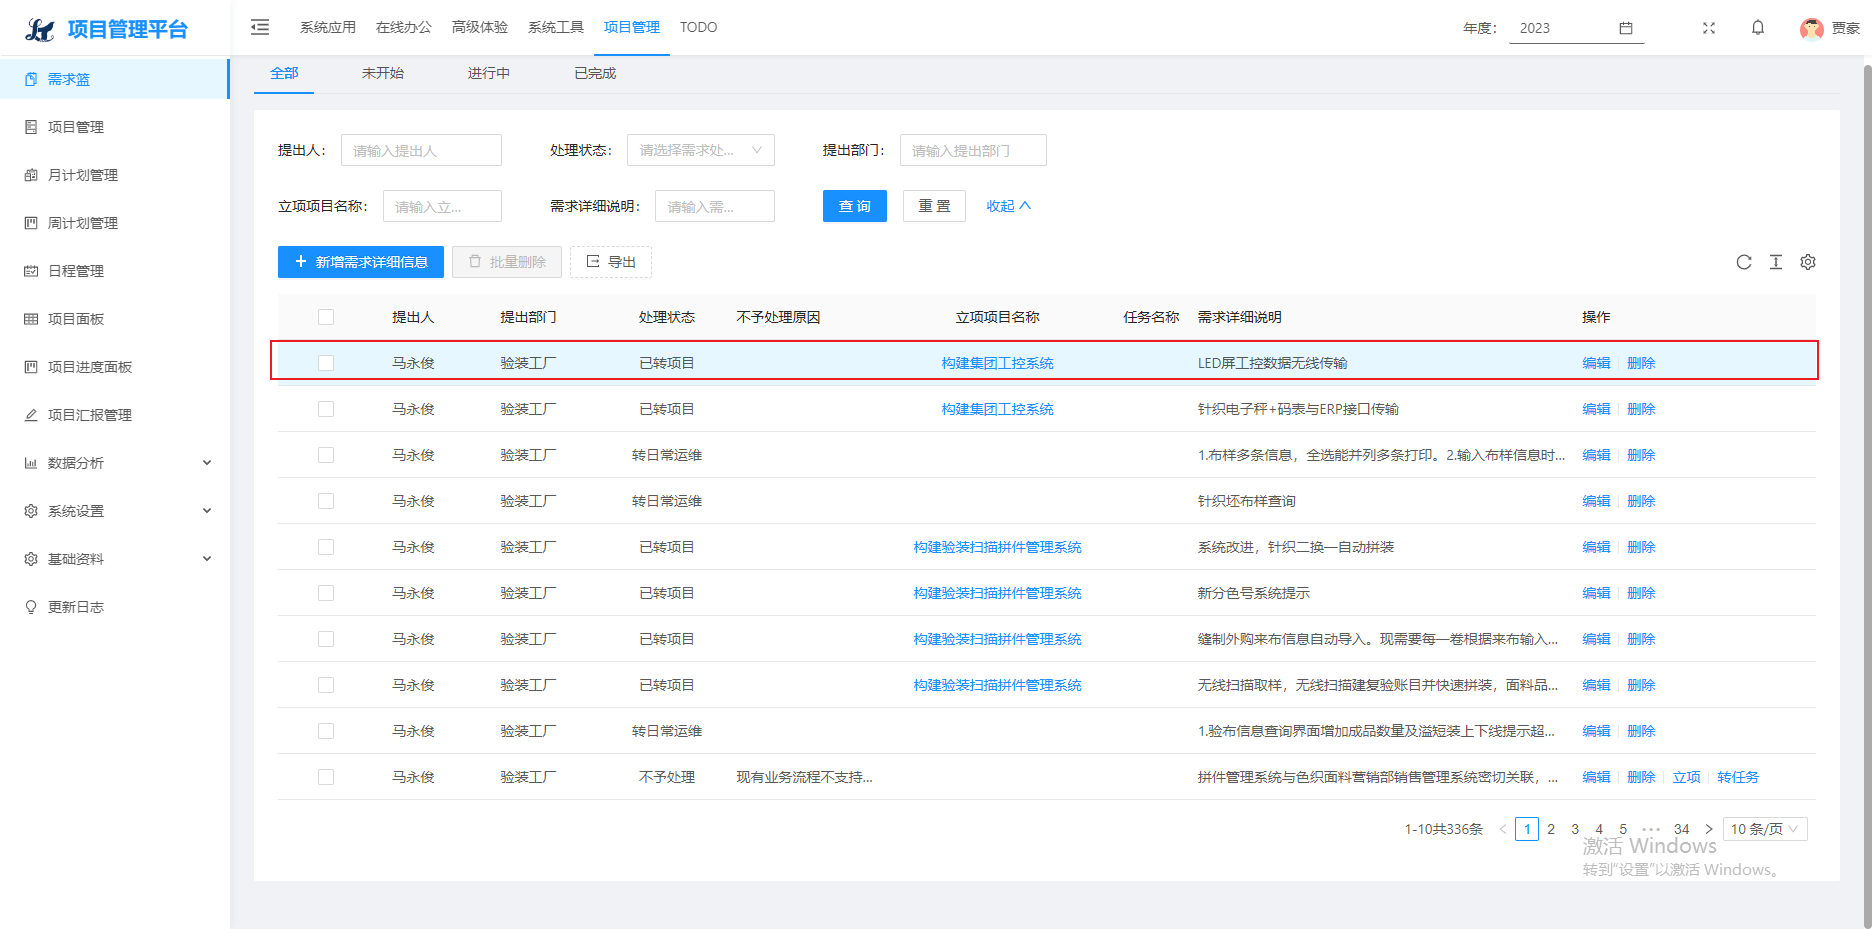 项目管理平台
系统应用 在线办公 高级体验 系统工具 项目管理 TODO 年度： 2023 贾豪
需求篮
项目管理
月计划管理
周计划管理
日程管理
项目面板
项目进度面板
项目汇报管理
数据分析
系统设置
基础资料
更新日志
全部 未开始 进行中 已完成
提出人： 请输入提出人 处理状态： 请选择需求处... 提出部门： 请输入提出部门
立项项目名称： 请输入立... 需求详细说明： 请输入需... 查 询 重 置 收起
新增需求详细信息 批量删除 导出
提出人 提出部门 处理状态 不予处理原因 立项项目名称 任务名称 需求详细说明 操作
马永俊 验装工厂 已转项目 构建集团工控系统 LED屏工控数据无线传输 编辑 删除
马永俊 验装工厂 已转项目 构建集团工控系统 针织电子秤+码表与ERP接口传输 编辑 删除
马永俊 验装工厂 转日常运维 1.布样多条信息，全选能并列多条打印。2.输入布样信息时... 编辑 删除
马永俊 验装工厂 转日常运维 针织坯布样查询 编辑 删除
马永俊 验装工厂 已转项目 构建验装扫描拼件管理系统 系统改进，针织二换一自动拼装 编辑 删除
马永俊 验装工厂 已转项目 构建验装扫描拼件管理系统 新分色号系统提示 编辑 删除
马永俊 验装工厂 已转项目 构建验装扫描拼件管理系统 缝制外购来布信息自动导入。现需要每一卷根据来布输入... 编辑 删除
马永俊 验装工厂 已转项目 构建验装扫描拼件管理系统 无线扫描取样，无线扫描建复验账目并快速拼装，面料品... 编辑 删除
马永俊 验装工厂 转日常运维 1.验布信息查询界面增加成品数量及溢短装上下线提示超... 编辑 删除
马永俊 验装工厂 不予处理 现有业务流程不支持... 拼件管理系统与色织面料营销部销售管理系统密切关联，... 编辑 删除 立项 转任务
1-10共336条 1 2 3 4 5 ••• 34 10 条/页
激活 Windows
转到“设置”以激活 Windows。